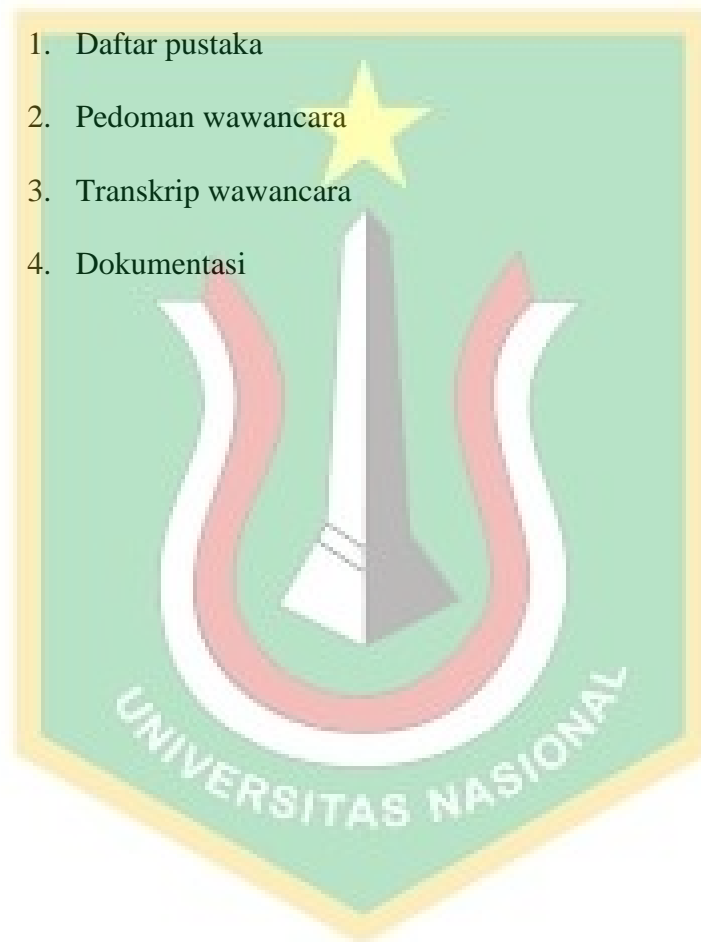 1. Daftar pustaka
2. Pedoman wawancara
3. Transkrip wawancara
4. Dokumentasi
UNIVERSITAS NASIONAL